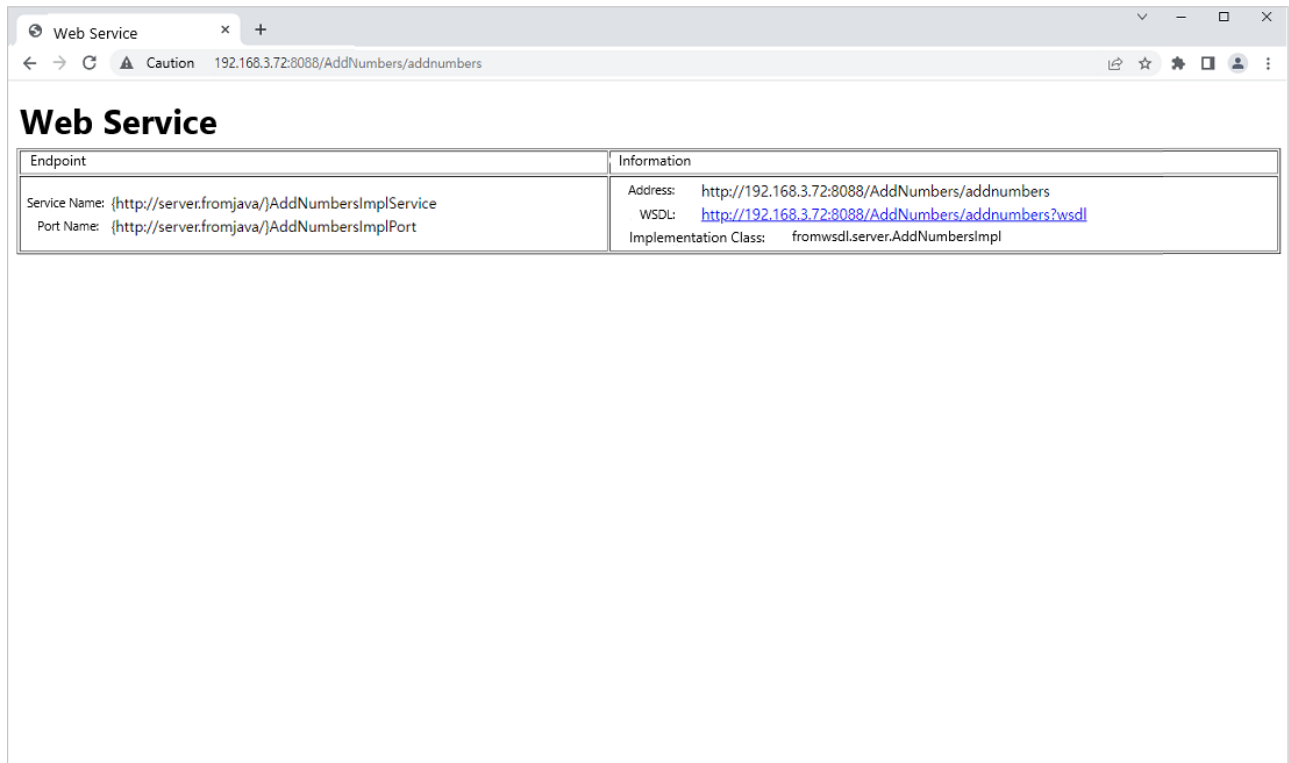 Web Service
Caution 192.168.3.72:8088/AddNumbers/addnumbers
Web Service
Endpoint Information
Service Name: {http://server.fromjava/}AddNumbersImplService
Port Name: {http://server.fromjava/}AddNumbersImplPort
Address: http://192.168.3.72:8088/AddNumbers/addnumbers
WSDL: http://192.168.3.72:8088/AddNumbers/addnumbers?wsdl
Implementation Class: fromwsdl.server.AddNumbersImpl